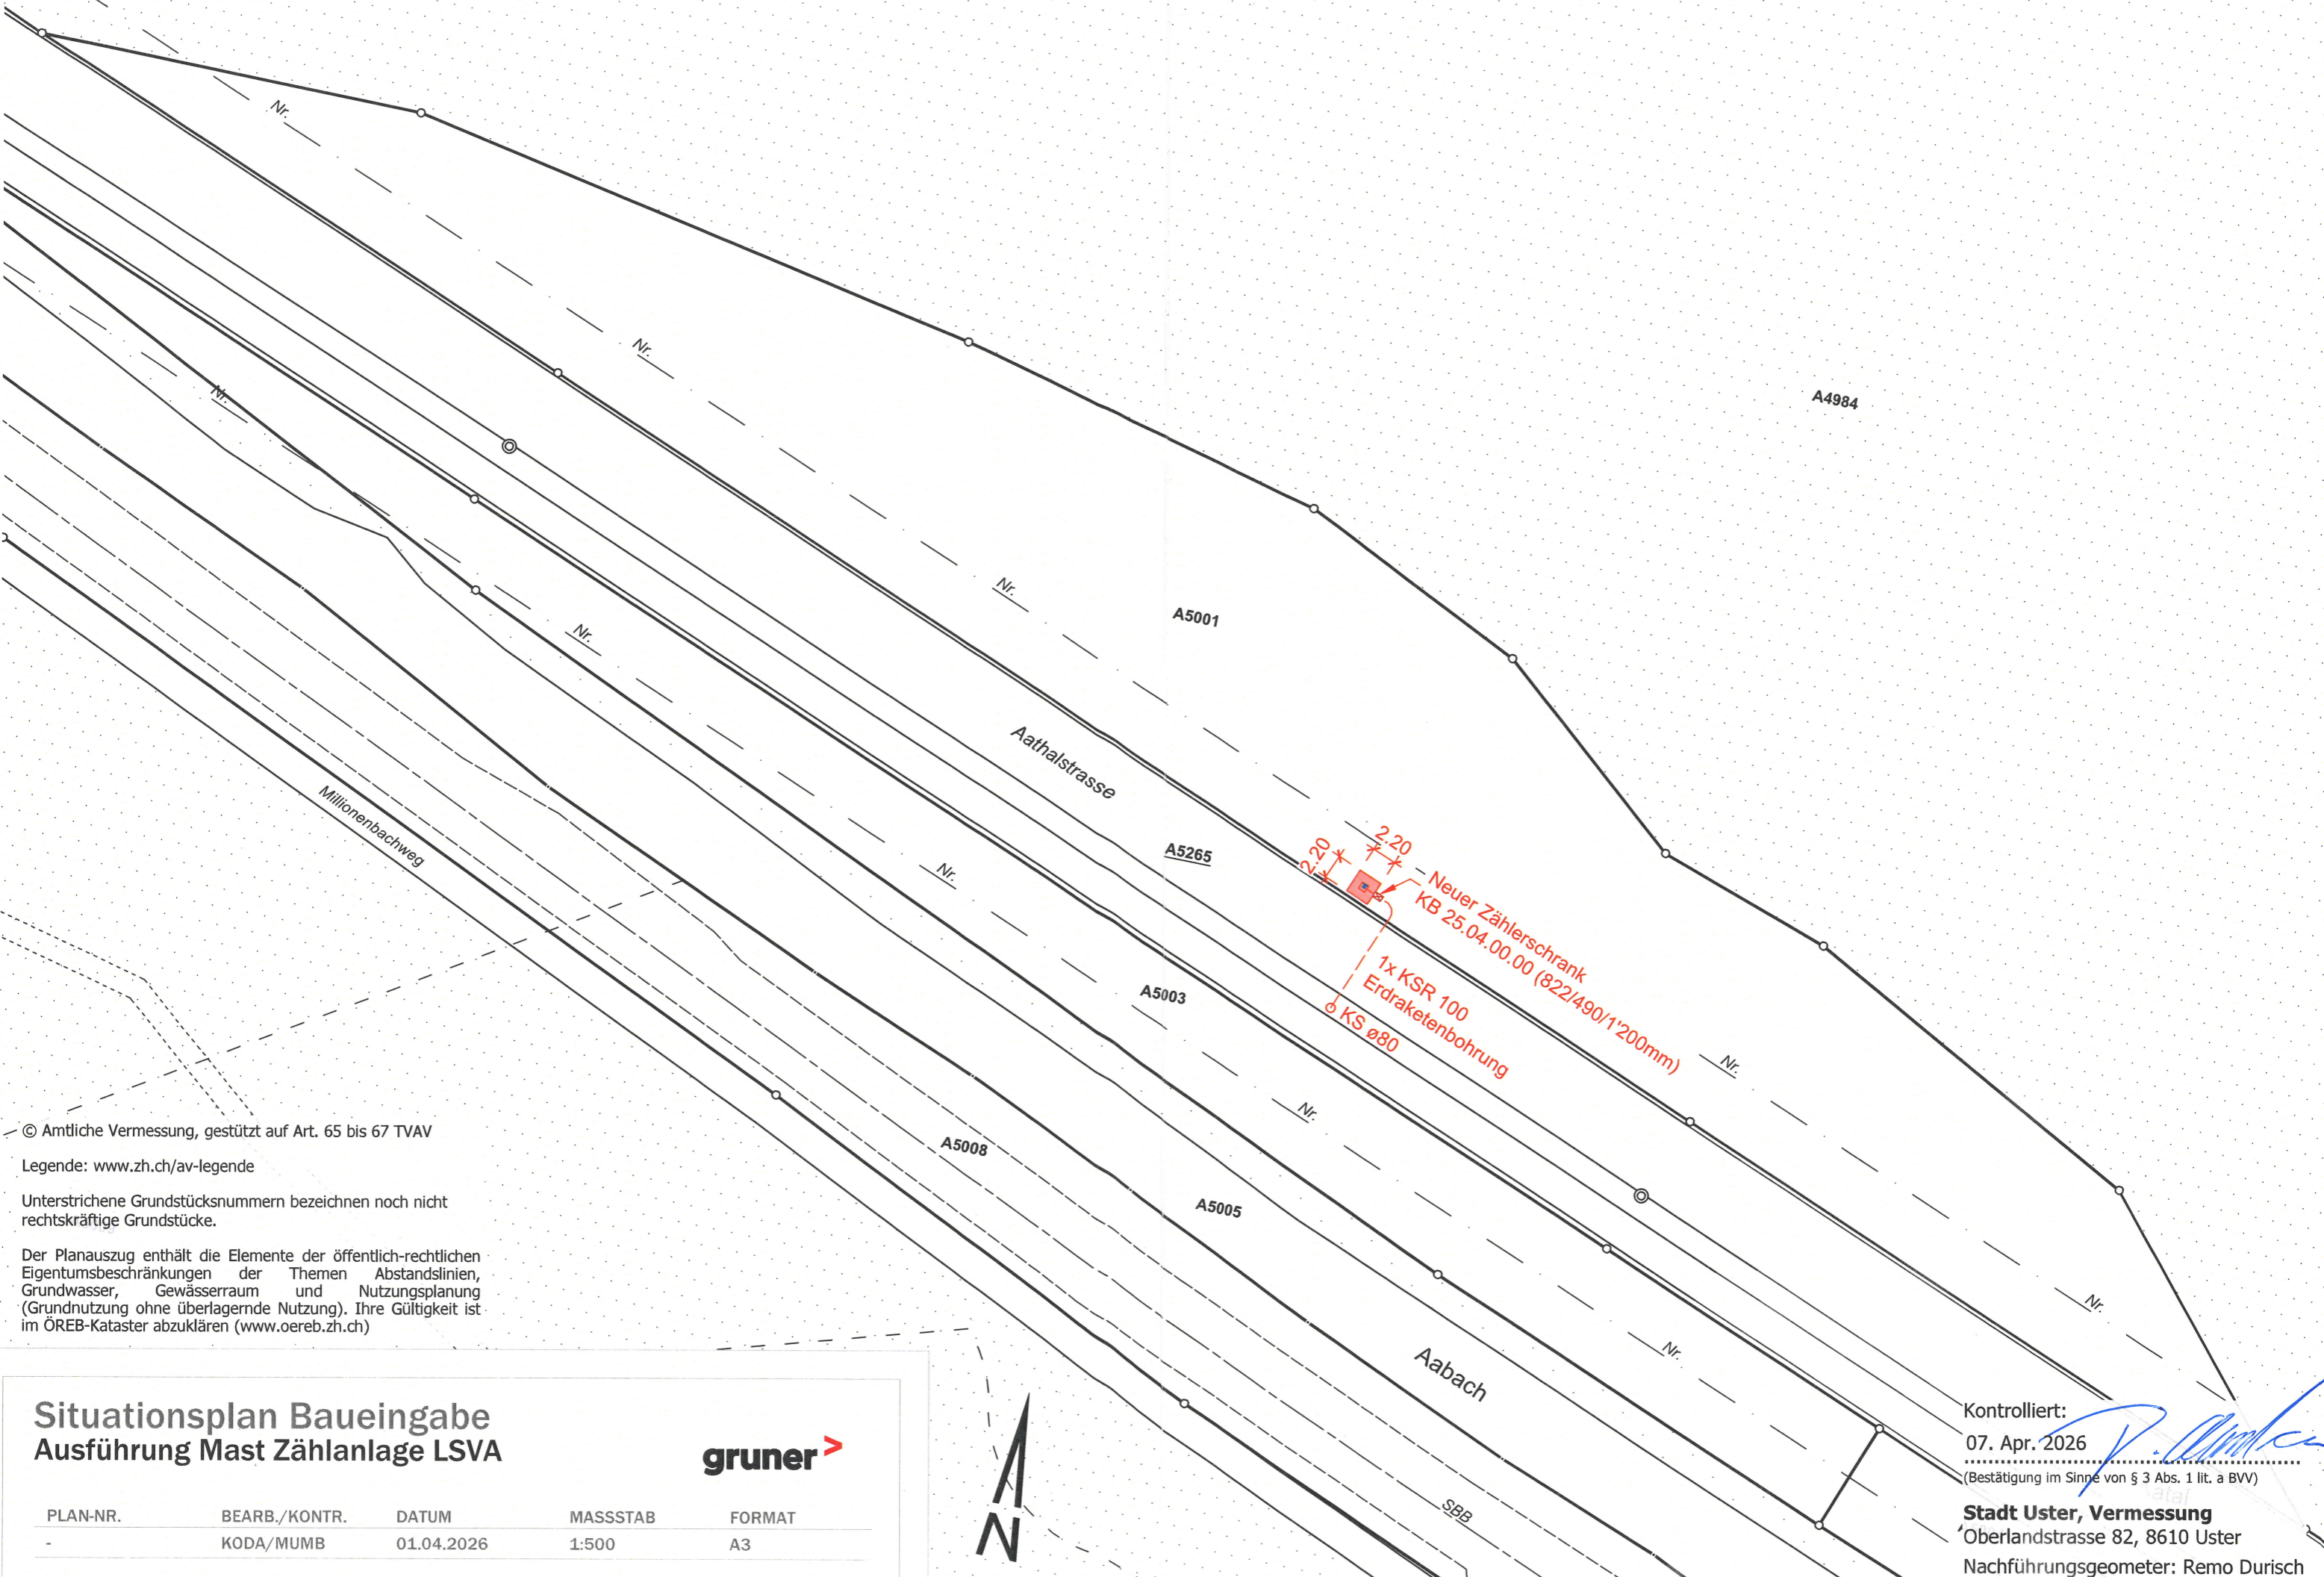 Nr.
Nr.
Nr.
A4984
Nr.
Nr.
A5001
Nr.
Aathalstrasse
Millionenbachweg
A5265
Nr.
2.20
2.20
Neuer Zählerschrank
KB 25.04.00.00 (822/490/1'200mm)
1x KSR 100
Erdraketenbohrung
KS ø80
A5003
Nr.
Nr.
A5008
A5005
Nr.
Nr.
Aabach
SBB
© Amtliche Vermessung, gestützt auf Art. 65 bis 67 TVAV
Legende: www.zh.ch/av-legende
Unterstrichene Grundstücksnummern bezeichnen noch nicht
rechtskräftige Grundstücke.
Der Planauszug enthält die Elemente der öffentlich-rechtlichen
Eigentumsbeschränkungen der Themen Abstandslinien,
Grundwasser, Gewässerraum und Nutzungsplanung
(Grundnutzung ohne überlagernde Nutzung). Ihre Gültigkeit ist
im ÖREB-Kataster abzuklären (www.oereb.zh.ch)
Situationsplan Baueingabe
Ausführung Mast Zählanlage LSVA
gruner>
PLAN-NR. BEARB./KONTR. DATUM MASSSTAB FORMAT
- KODA/MUMB 01.04.2026 1:500 A3
N
Kontrolliert:
07. Apr. 2026
(Bestätigung im Sinne von § 3 Abs. 1 lit. a BVV)
Stadt Uster, Vermessung
Oberlandstrasse 82, 8610 Uster
Nachführungsgeometer: Remo Durisch